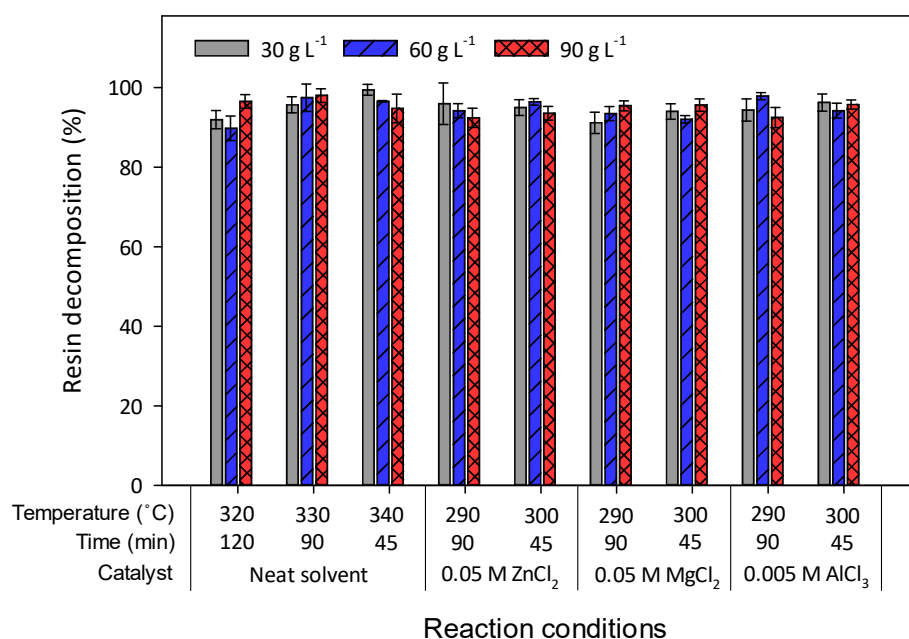 30 g L⁻¹ 60 g L⁻¹ 90 g L⁻¹
100
80
60
40
20
0
Resin decomposition (%)
Temperature (˚C) 320 330 340 290 300 290 300 290 300
Time (min) 120 90 45 90 45 90 45 90 45
Catalyst Neat solvent 0.05 M ZnCl₂ 0.05 M MgCl₂ 0.005 M AlCl₃
Reaction conditions